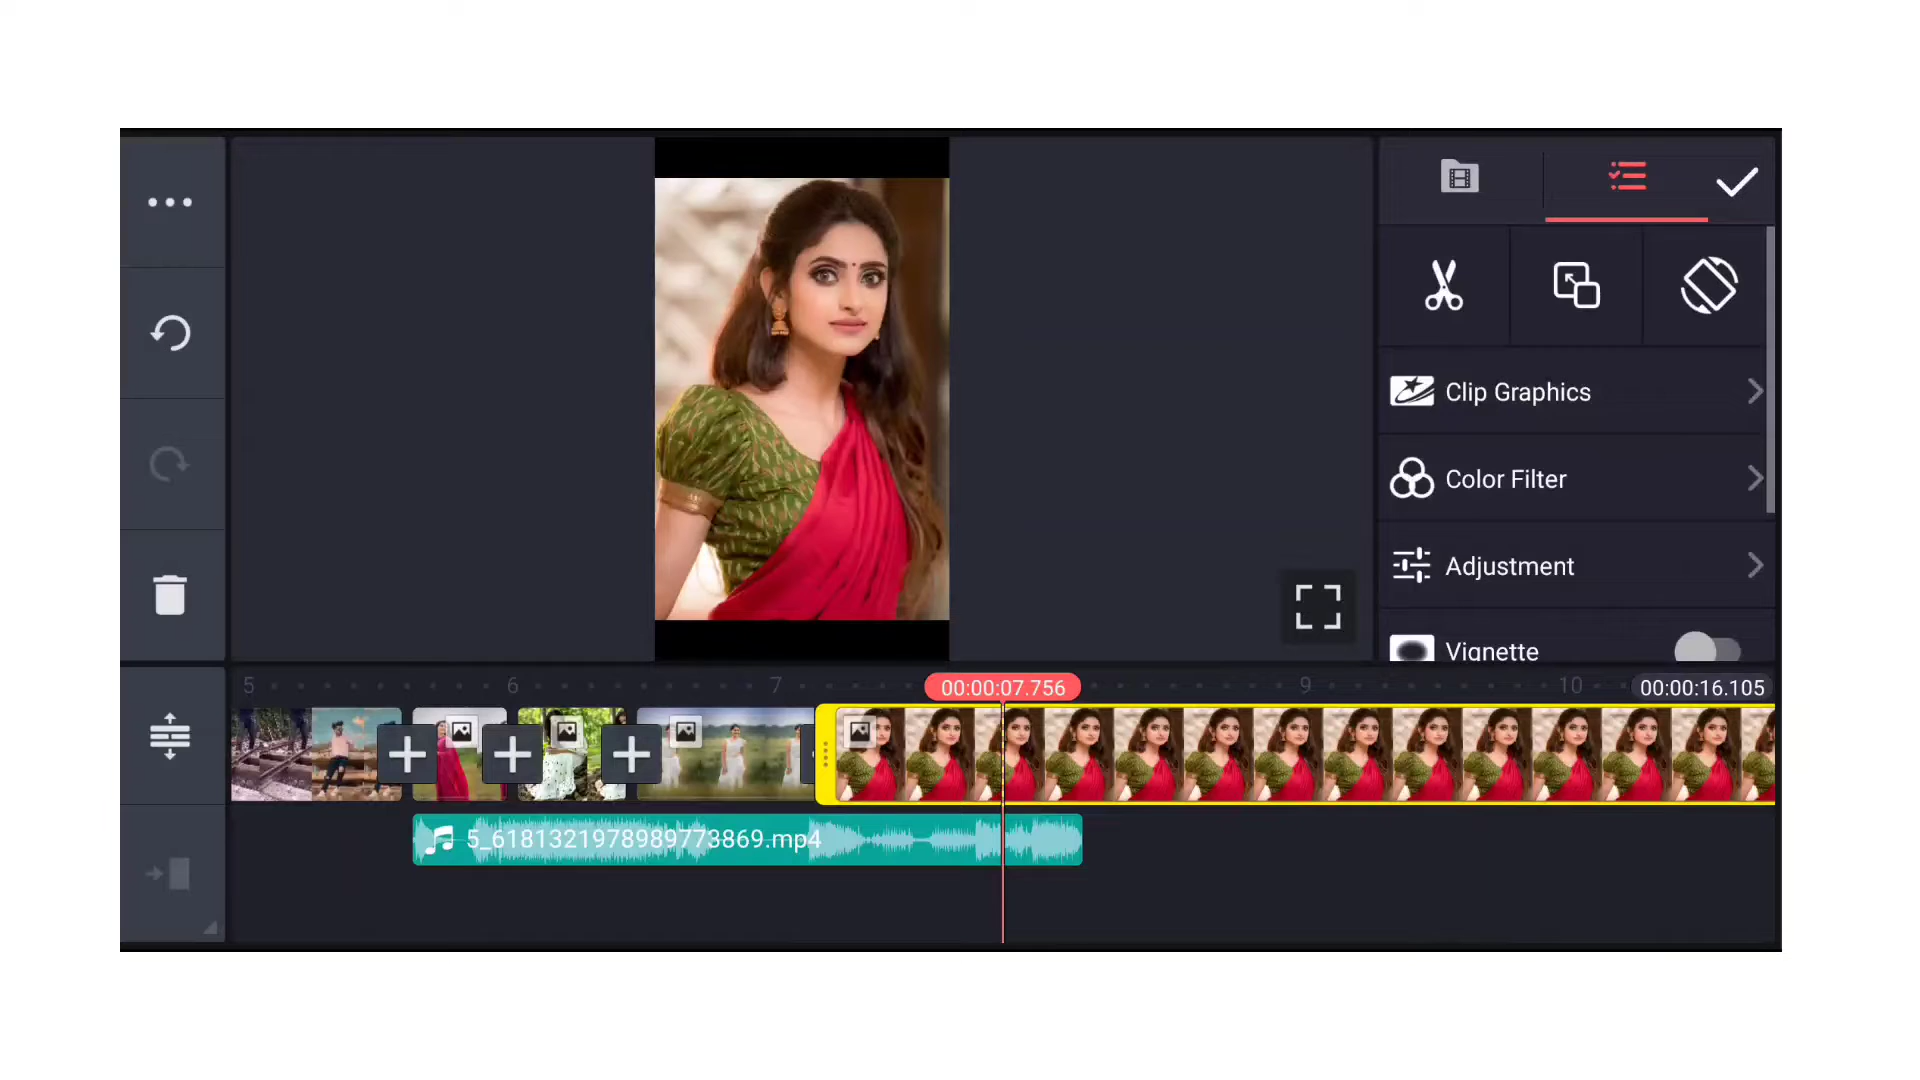 Clip Graphics
Color Filter
Adjustment
Vignette
5
6
7
00:00:07.756
9
10
00:00:16.105
5_6181321978989773869.mp4